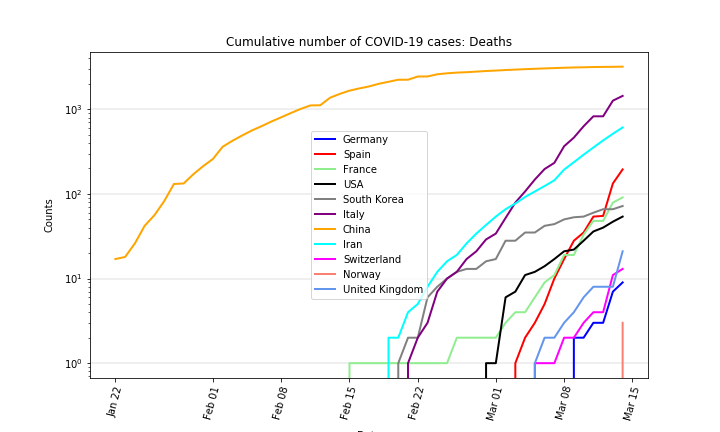 Cumulative number of COVID-19 cases: Deaths
Counts
10³
10²
10¹
10⁰
Germany
Spain
France
USA
South Korea
Italy
China
Iran
Switzerland
Norway
United Kingdom
Jan 22
Feb 01
Feb 08
Feb 15
Feb 22
Mar 01
Mar 08
Mar 15